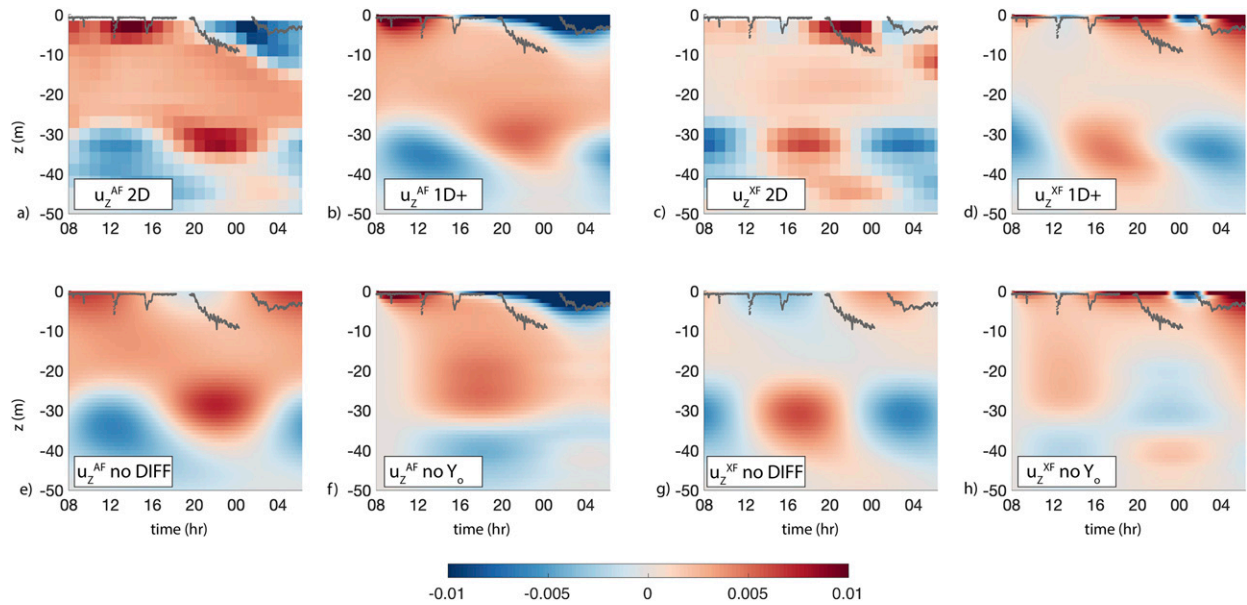 0
-10
-20
-30
-40
-50
z (m)
08 12 16 20 00 04
u_Z^AF 2D
a)
0
-10
-20
-30
-40
-50
08 12 16 20 00 04
u_Z^AF 1D+
b)
0
-10
-20
-30
-40
-50
z (m)
08 12 16 20 00 04
u_Z^XF 2D
c)
0
-10
-20
-30
-40
-50
08 12 16 20 00 04
u_Z^XF 1D+
d)
0
-10
-20
-30
-40
-50
z (m)
08 12 16 20 00 04
time (hr)
u_Z^AF no DIFF
e)
0
-10
-20
-30
-40
-50
08 12 16 20 00 04
time (hr)
u_Z^AF no Y_o
f)
0
-10
-20
-30
-40
-50
z (m)
08 12 16 20 00 04
time (hr)
u_Z^XF no DIFF
g)
0
-10
-20
-30
-40
-50
08 12 16 20 00 04
time (hr)
u_Z^XF no Y_o
h)
-0.01 -0.005 0 0.005 0.01